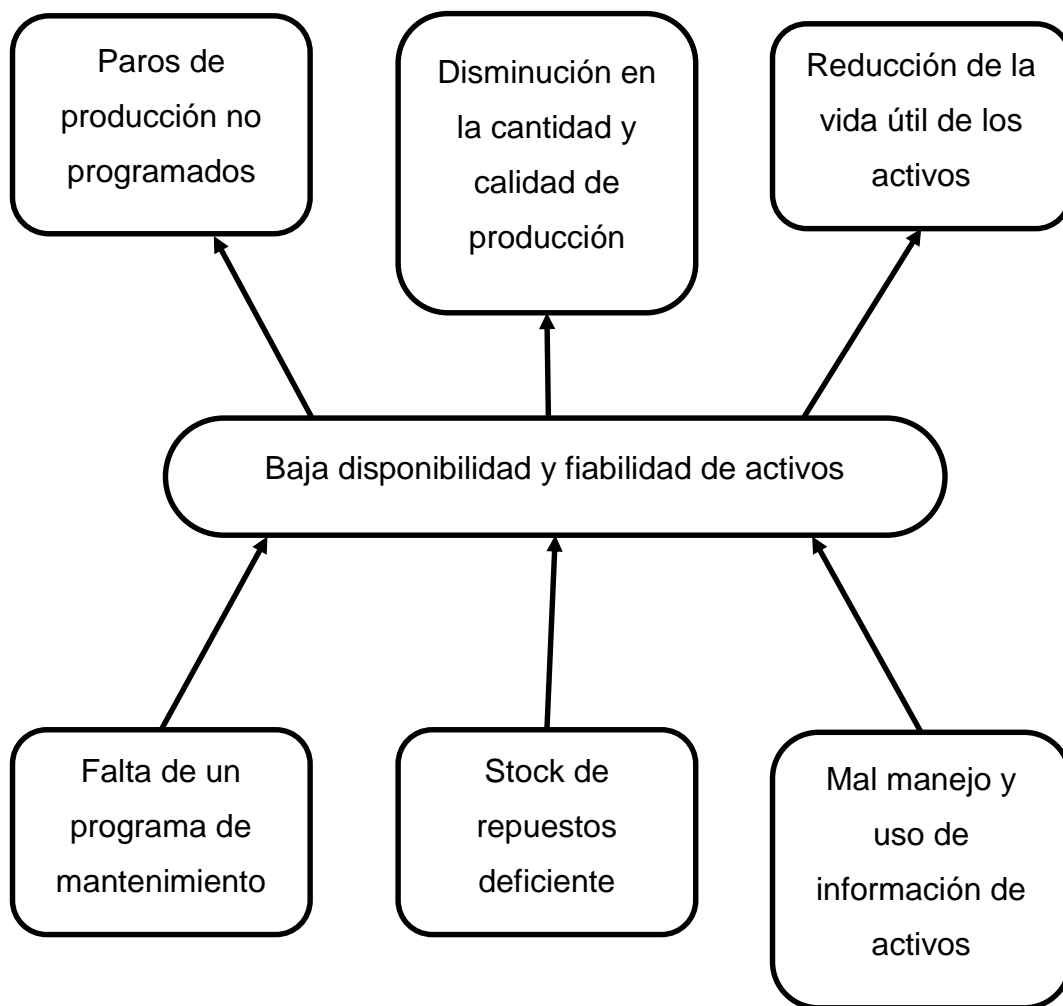 Paros de
producción no
programados
Disminución en
la cantidad y
calidad de
producción
Reducción de la
vida útil de los
activos
Baja disponibilidad y fiabilidad de activos
Falta de un
programa de
mantenimiento
Stock de
repuestos
deficiente
Mal manejo y
uso de
información de
activos